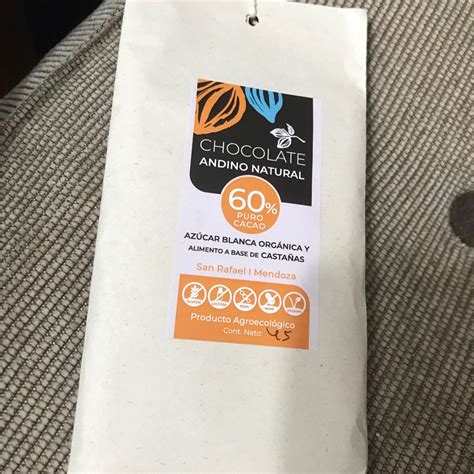 CHOCOLATE
ANDINO NATURAL
60%
PURO
CACAO
AZÚCAR BLANCA ORGÁNICA Y
ALIMENTO A BASE DE CASTAÑAS
San Rafael | Mendoza
Producto Agroecológico
Cont. Neto: 45